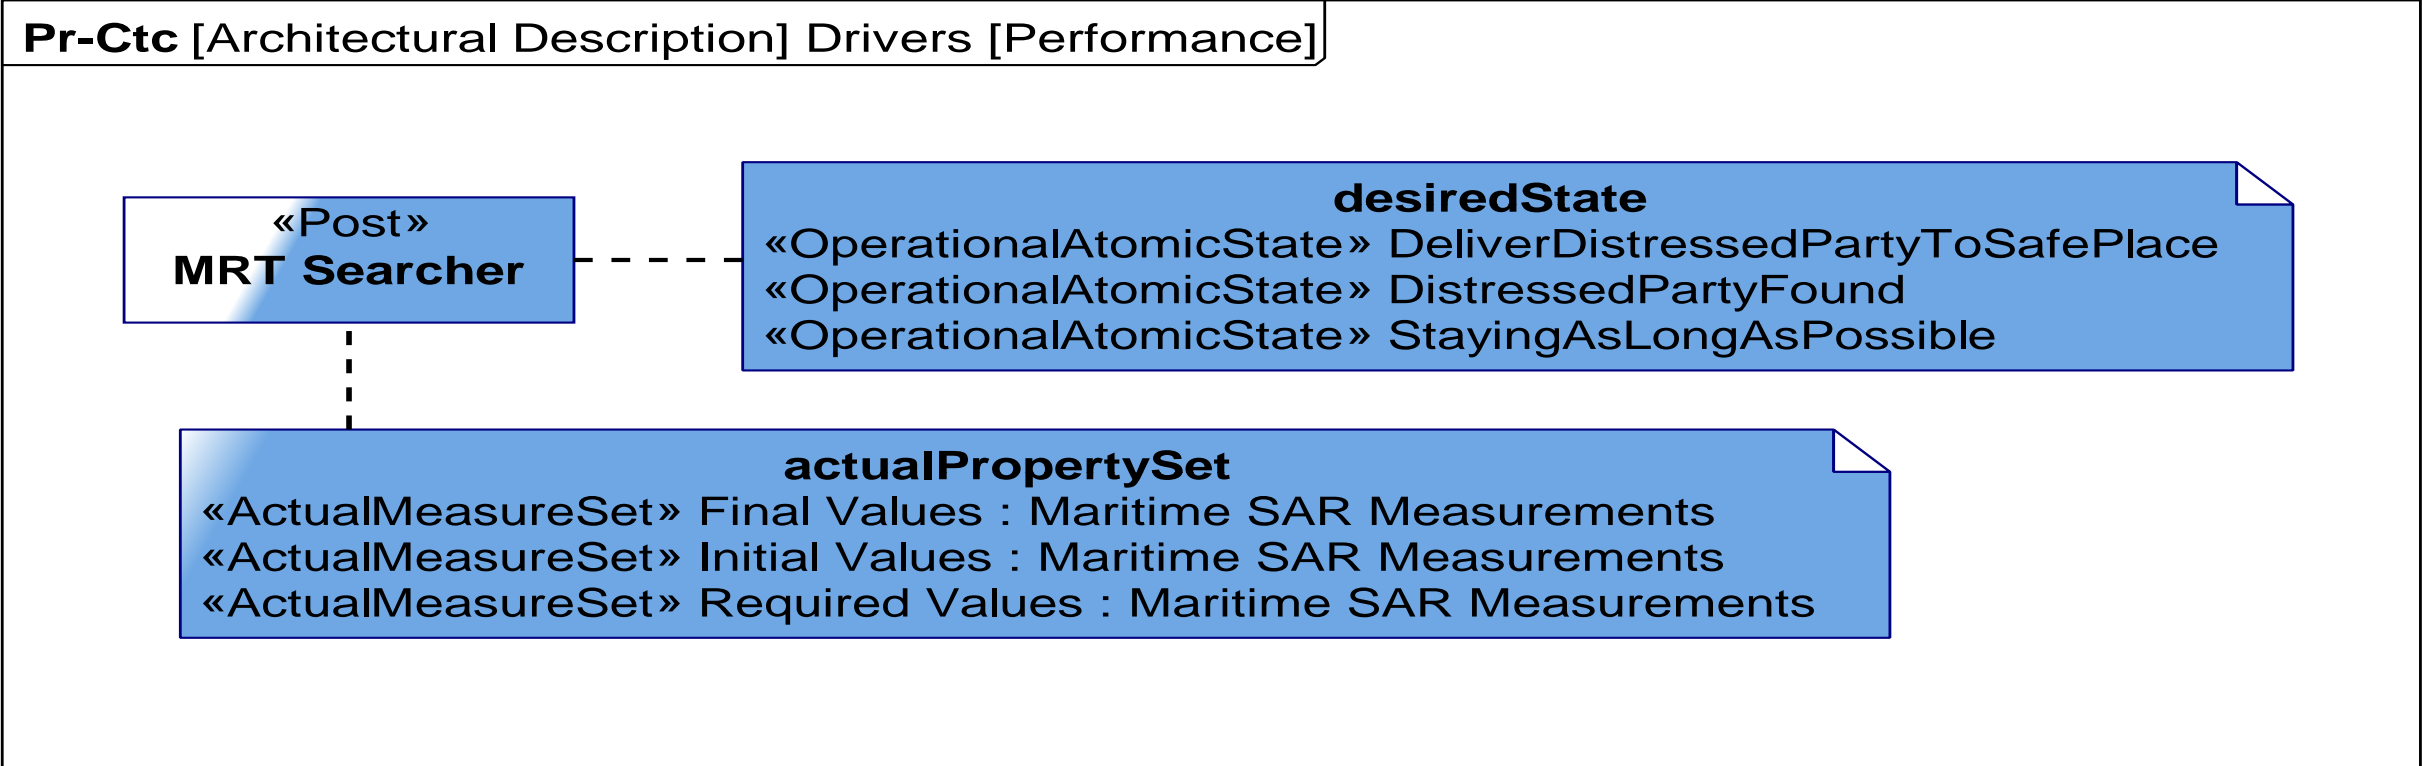 Pr-Ctc [Architectural Description] Drivers [Performance]
«Post»
MRT Searcher
desiredState
«OperationalAtomicState» DeliverDistressedPartyToSafePlace
«OperationalAtomicState» DistressedPartyFound
«OperationalAtomicState» StayingAsLongAsPossible
actualPropertySet
«ActualMeasureSet» Final Values : Maritime SAR Measurements
«ActualMeasureSet» Initial Values : Maritime SAR Measurements
«ActualMeasureSet» Required Values : Maritime SAR Measurements